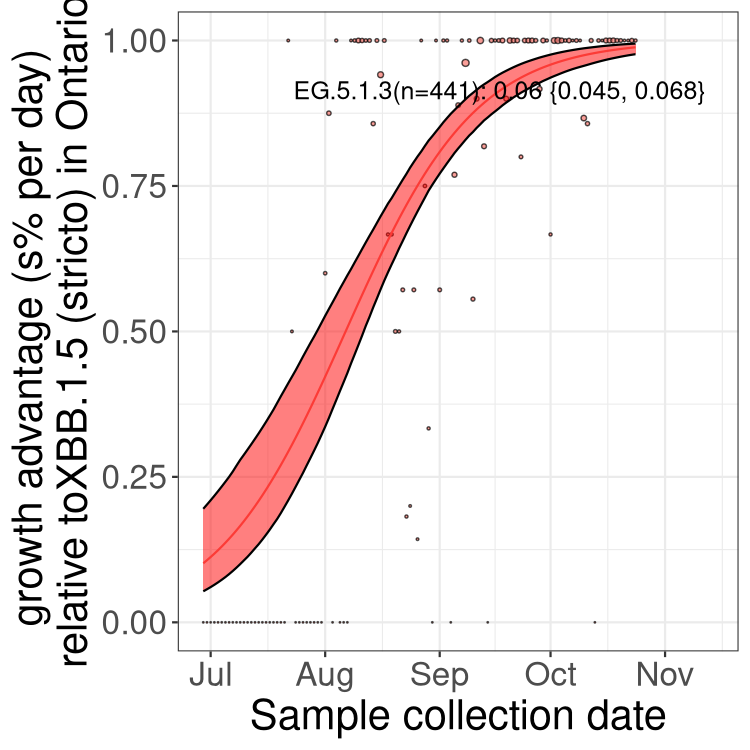 growth advantage (s% per day)
relative toXBB.1.5 (stricto) in Ontario
1.00
0.75
0.50
0.25
0.00
EG.5.1.3(n=441): 0.06 {0.045, 0.068}
Jul Aug Sep Oct Nov
Sample collection date